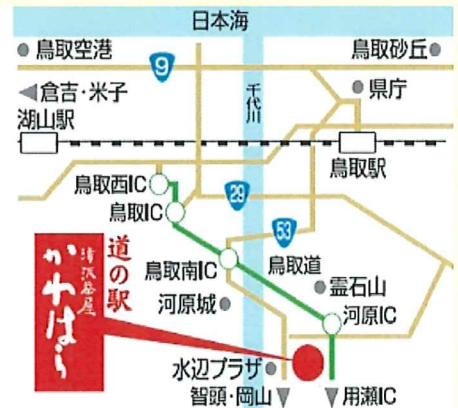 日本海
鳥取空港
鳥取砂丘
9
倉吉・米子
千代川
県庁
湖山駅
鳥取駅
鳥取西IC
29
鳥取IC
53
道の駅
清流茶屋
かわはら
鳥取南IC
鳥取道
霊石山
河原城
河原IC
水辺プラザ
智頭・岡山
用瀬IC